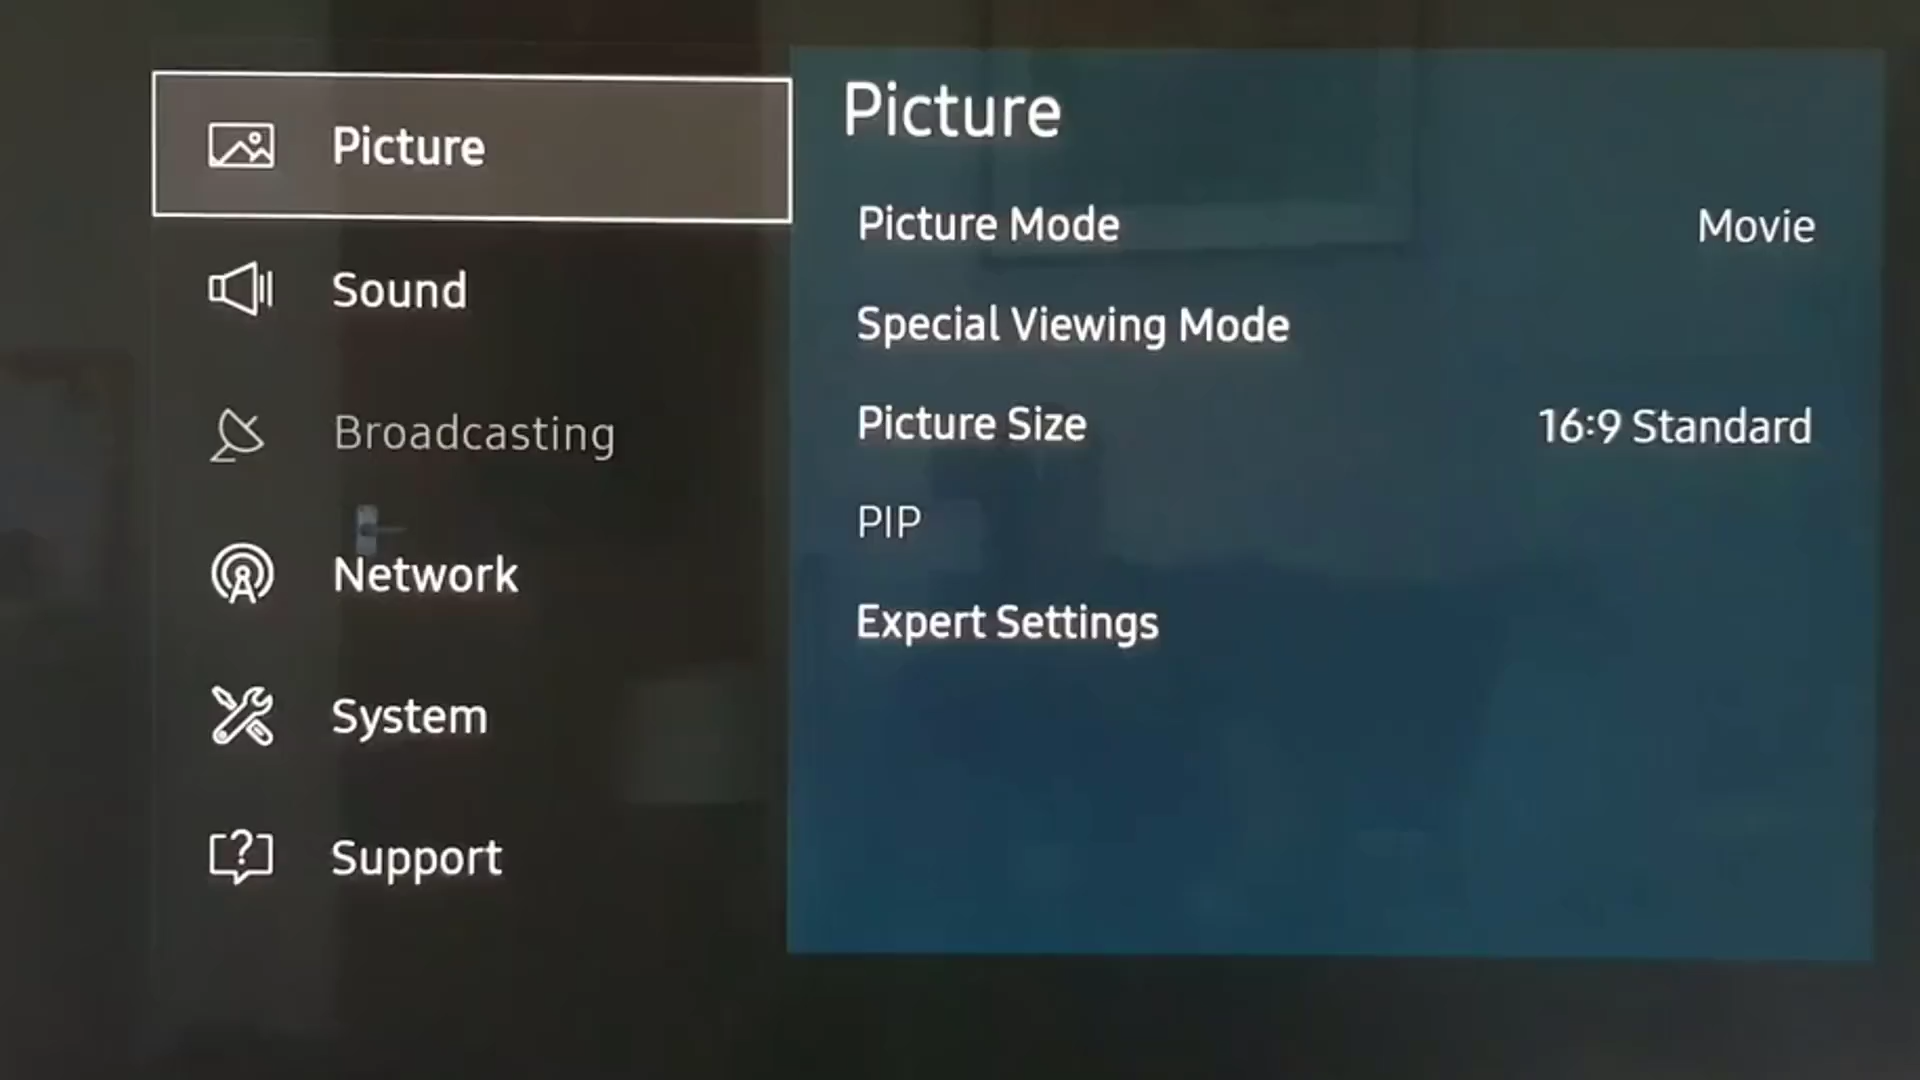 Picture
Sound
Broadcasting
Network
System
Support
Picture
Picture Mode Movie
Special Viewing Mode
Picture Size 16:9 Standard
PIP
Expert Settings